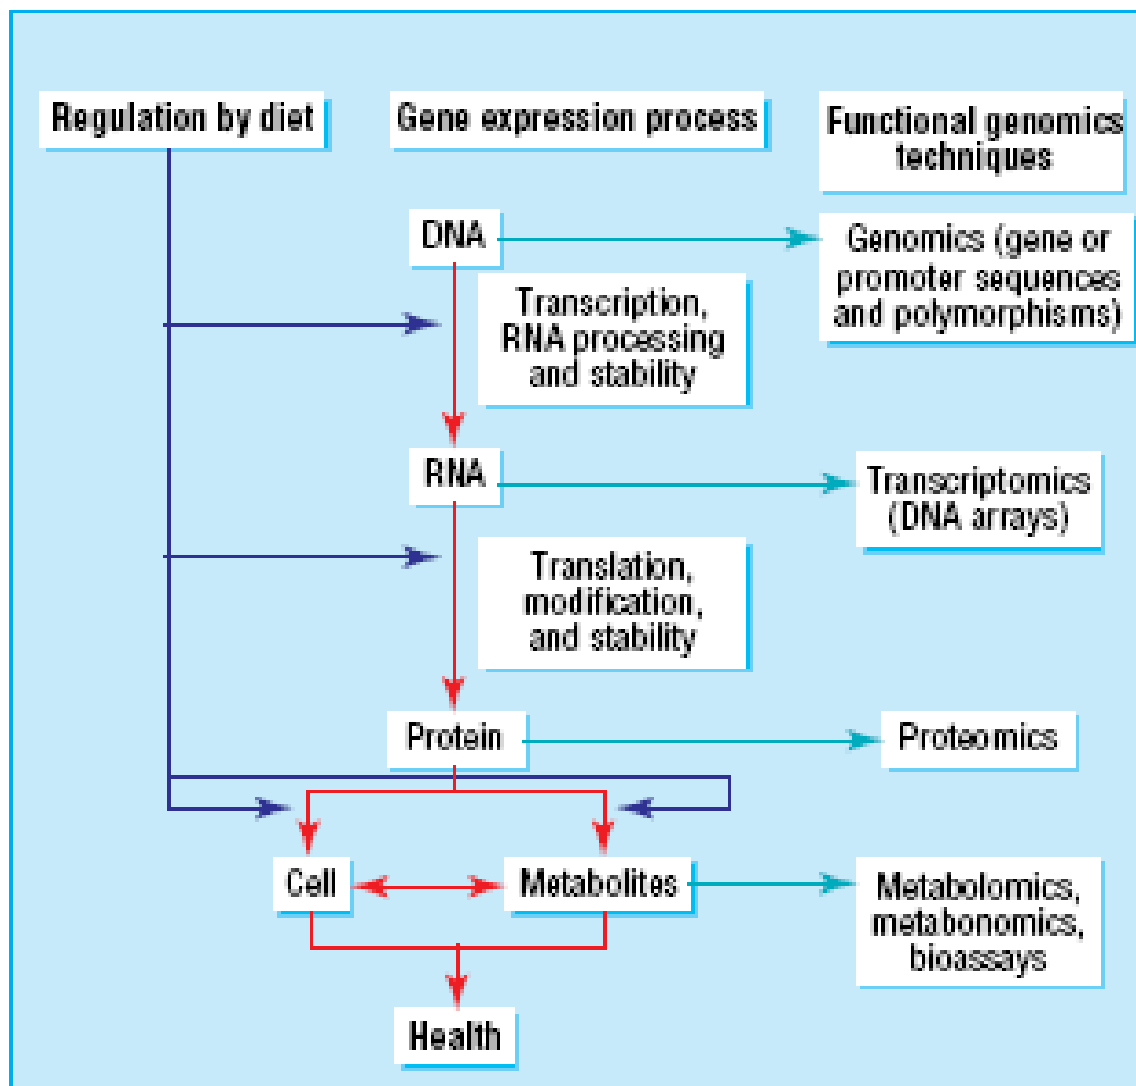 Regulation by diet
Gene expression process
Functional genomics
techniques
DNA
Genomics (gene or
promoter sequences
and polymorphisms)
Transcription,
RNA processing
and stability
RNA
Transcriptomics
(DNA arrays)
Translation,
modification,
and stability
Protein
Proteomics
Cell
Metabolites
Metabolomics,
metabonomics,
bioassays
Health